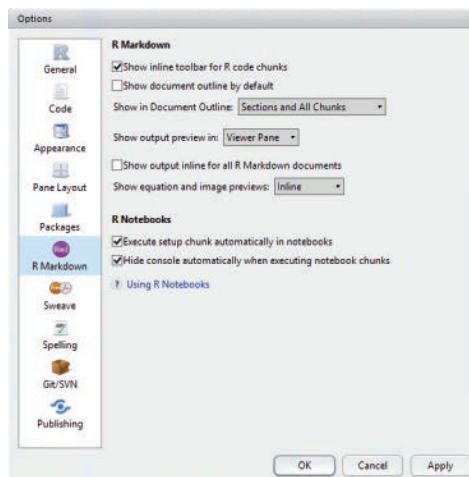 Options
General
Code
Appearance
Pane Layout
Packages
R Markdown
Sweave
Spelling
Git/SVN
Publishing
R Markdown
Show inline toolbar for R code chunks
Show document outline by default
Show in Document Outline: Sections and All Chunks
Show output preview in: Viewer Pane
Show output inline for all R Markdown documents
Show equation and image previews: Inline
R Notebooks
Execute setup chunk automatically in notebooks
Hide console automatically when executing notebook chunks
? Using R Notebooks
OK Cancel Apply